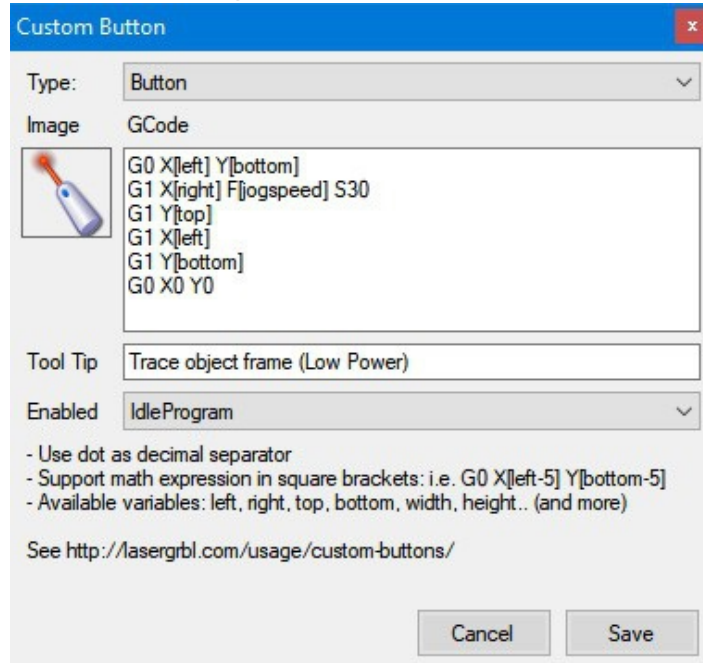 Custom Button
x
Type: Button
Image GCode
G0 X[left] Y[bottom]
G1 X[right] F[jogspeed] S30
G1 Y[top]
G1 X[left]
G1 Y[bottom]
G0 X0 Y0
Tool Tip Trace object frame (Low Power)
Enabled IdleProgram
- Use dot as decimal separator
- Support math expression in square brackets: i.e. G0 X[left-5] Y[bottom-5]
- Available variables: left, right, top, bottom, width, height.. (and more)
See http://lasergrbl.com/usage/custom-buttons/
Cancel Save